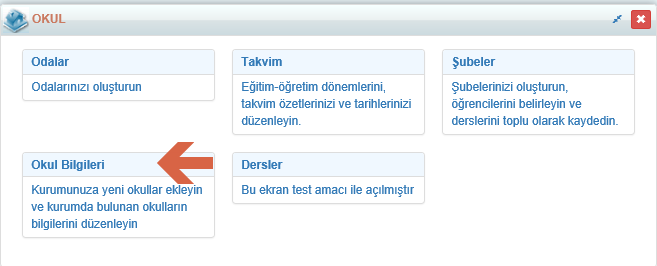 OKUL
Odalar
Odalarınızı oluşturun
Takvim
Eğitim-öğretim dönemlerini,
takvim özetlerinizi ve tarihlerinizi
düzenleyin.
Şubeler
Şubelerinizi oluşturun,
öğrencilerini belirleyin ve
derslerini toplu olarak kaydedin.
Okul Bilgileri
Kurumunuza yeni okullar ekleyin
ve kurumda bulunan okulların
bilgilerini düzenleyin
Dersler
Bu ekran test amacı ile açılmıştır